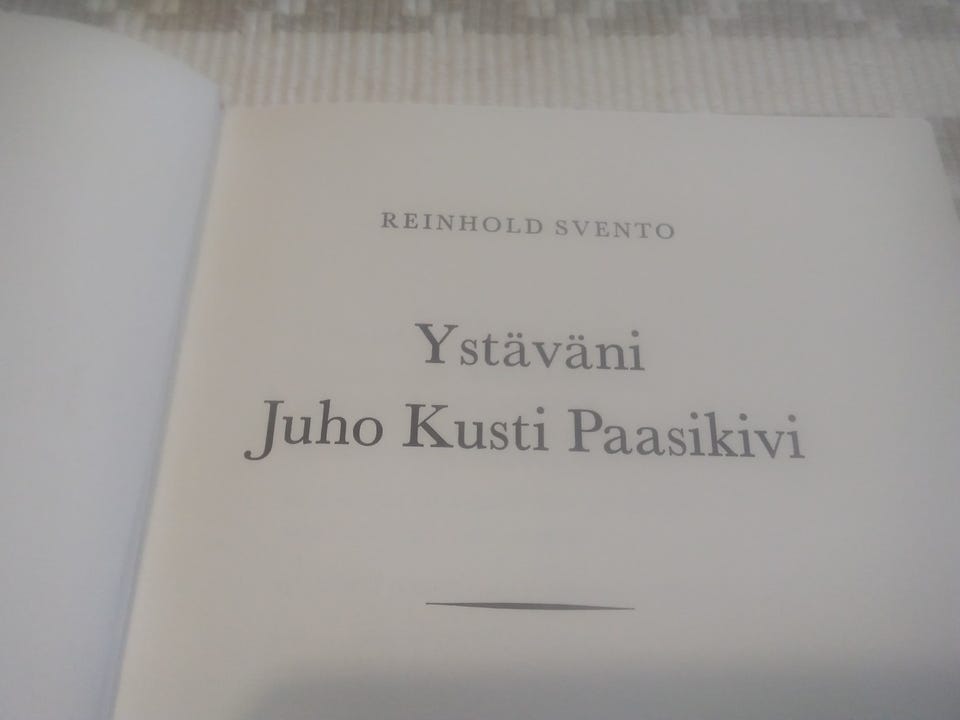 REINHOLD SVENTO
Ystäväni
Juho Kusti Paasikivi